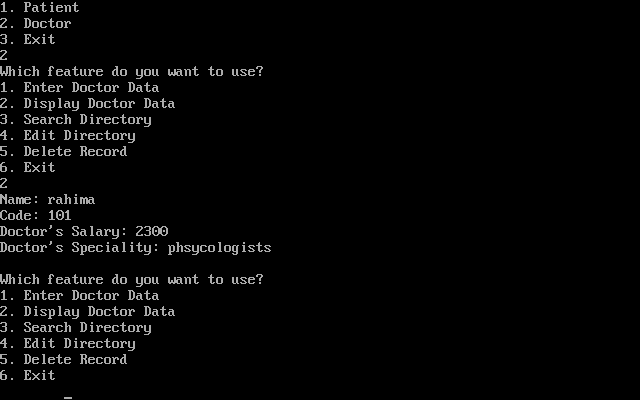 1. Patient
2. Doctor
3. Exit
2
Which feature do you want to use?
1. Enter Doctor Data
2. Display Doctor Data
3. Search Directory
4. Edit Directory
5. Delete Record
6. Exit
2
Name: rahima
Code: 101
Doctor's Salary: 2300
Doctor's Speciality: phsycologists
Which feature do you want to use?
1. Enter Doctor Data
2. Display Doctor Data
3. Search Directory
4. Edit Directory
5. Delete Record
6. Exit